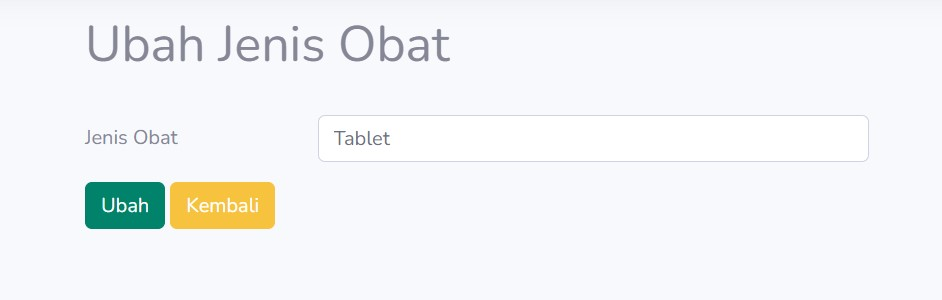 Ubah Jenis Obat
Jenis Obat Tablet
Ubah Kembali